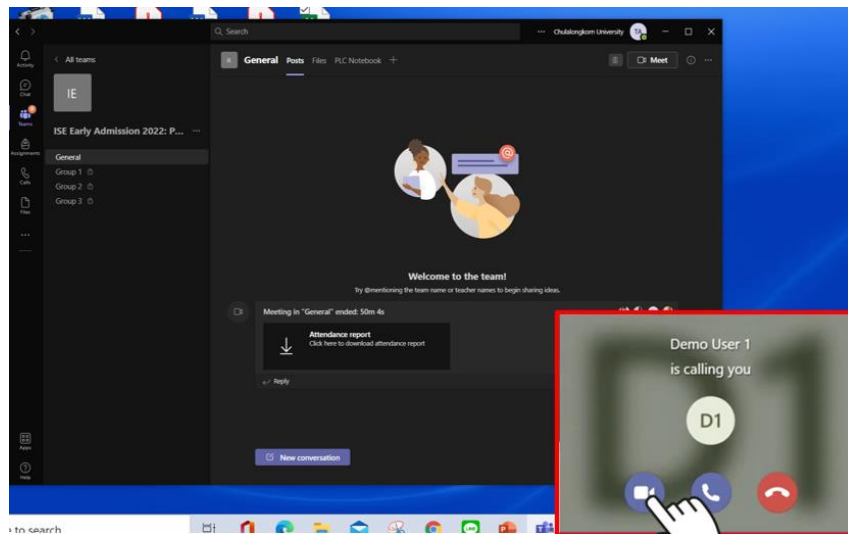 Search
Chulalongkorn University
TA
Activity
Chat
Teams
Assignments
Calls
Files
Apps
Help
All teams
IE
ISE Early Admission 2022: P... ...
General
Group 1
Group 2
Group 3
General Posts Files PLC Notebook +
Meet
Welcome to the team!
Try @mentioning the team name or teacher names to begin sharing ideas.
Meeting in "General" ended: 50m 4s
Attendance report
Click here to download attendance report
Reply
New conversation
Demo User 1
is calling you
D1
to search